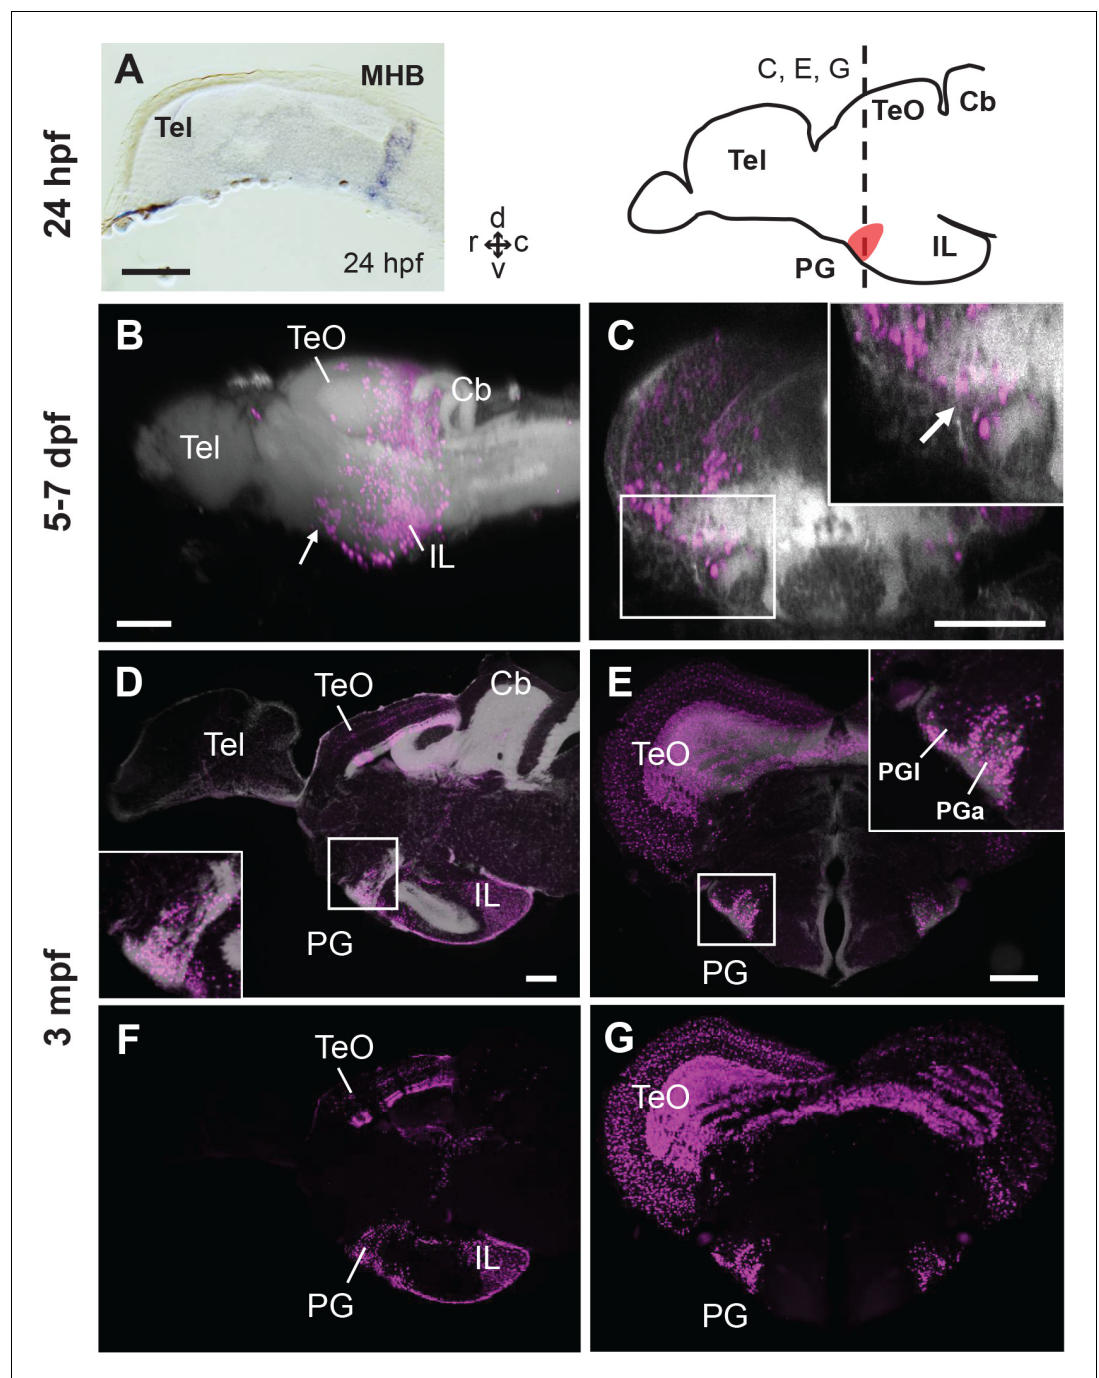 24 hpf
A
MHB
Tel
24 hpf
d
r c
v
C, E, G
TeO
Cb
Tel
PG
IL
5-7 dpf
B
TeO
Cb
Tel
IL
C
3 mpf
D
TeO
Cb
Tel
IL
PG
E
TeO
PGl
PGa
PG
F
TeO
IL
PG
G
TeO
PG